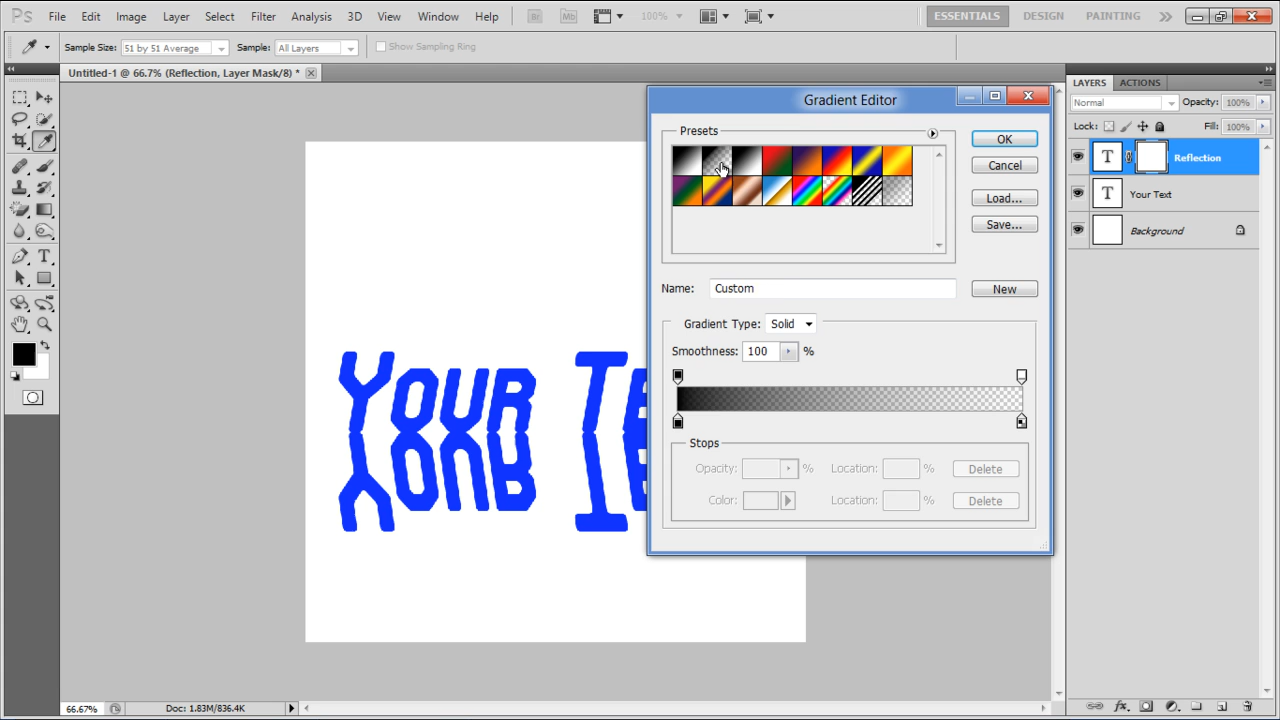 Ps File Edit Image Layer Select Filter Analysis 3D View Window Help Br Mb 100% ESSENTIALS DESIGN PAINTING
Sample Size: 51 by 51 Average Sample: All Layers Show Sampling Ring
Untitled-1 @ 66.7% (Reflection, Layer Mask/8) *
LAYERS ACTIONS
Normal Opacity: 100%
Lock: Fill: 100%
T Reflection
T Your Text
Background
Gradient Editor
Presets
OK
Cancel
Load...
Save...
Name: Custom New
Gradient Type: Solid
Smoothness: 100 %
Stops
Opacity: % Location: % Delete
Color: Location: % Delete
Your
66.67% Doc: 1.83M/836.4K